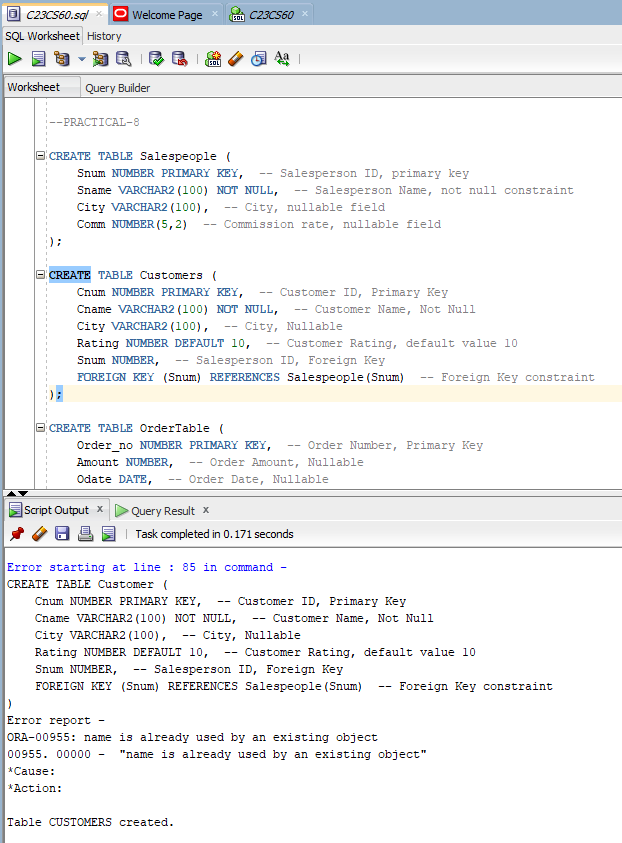 C23CS60.sql × Welcome Page × C23CS60 ×
SQL Worksheet History
Aa
Worksheet Query Builder
--PRACTICAL-8
CREATE TABLE Salespeople (
Snum NUMBER PRIMARY KEY, -- Salesperson ID, primary key
Sname VARCHAR2(100) NOT NULL, -- Salesperson Name, not null constraint
City VARCHAR2(100), -- City, nullable field
Comm NUMBER(5,2) -- Commission rate, nullable field
);
CREATE TABLE Customers (
Cnum NUMBER PRIMARY KEY, -- Customer ID, Primary Key
Cname VARCHAR2(100) NOT NULL, -- Customer Name, Not Null
City VARCHAR2(100), -- City, Nullable
Rating NUMBER DEFAULT 10, -- Customer Rating, default value 10
Snum NUMBER, -- Salesperson ID, Foreign Key
FOREIGN KEY (Snum) REFERENCES Salespeople(Snum) -- Foreign Key constraint
);
CREATE TABLE OrderTable (
Order_no NUMBER PRIMARY KEY, -- Order Number, Primary Key
Amount NUMBER, -- Order Amount, Nullable
Odate DATE, -- Order Date, Nullable
Script Output × Query Result ×
Task completed in 0.171 seconds
Error starting at line : 85 in command -
CREATE TABLE Customer (
Cnum NUMBER PRIMARY KEY, -- Customer ID, Primary Key
Cname VARCHAR2(100) NOT NULL, -- Customer Name, Not Null
City VARCHAR2(100), -- City, Nullable
Rating NUMBER DEFAULT 10, -- Customer Rating, default value 10
Snum NUMBER, -- Salesperson ID, Foreign Key
FOREIGN KEY (Snum) REFERENCES Salespeople(Snum) -- Foreign Key constraint
)
Error report -
ORA-00955: name is already used by an existing object
00955. 00000 - "name is already used by an existing object"
*Cause:
*Action:
Table CUSTOMERS created.